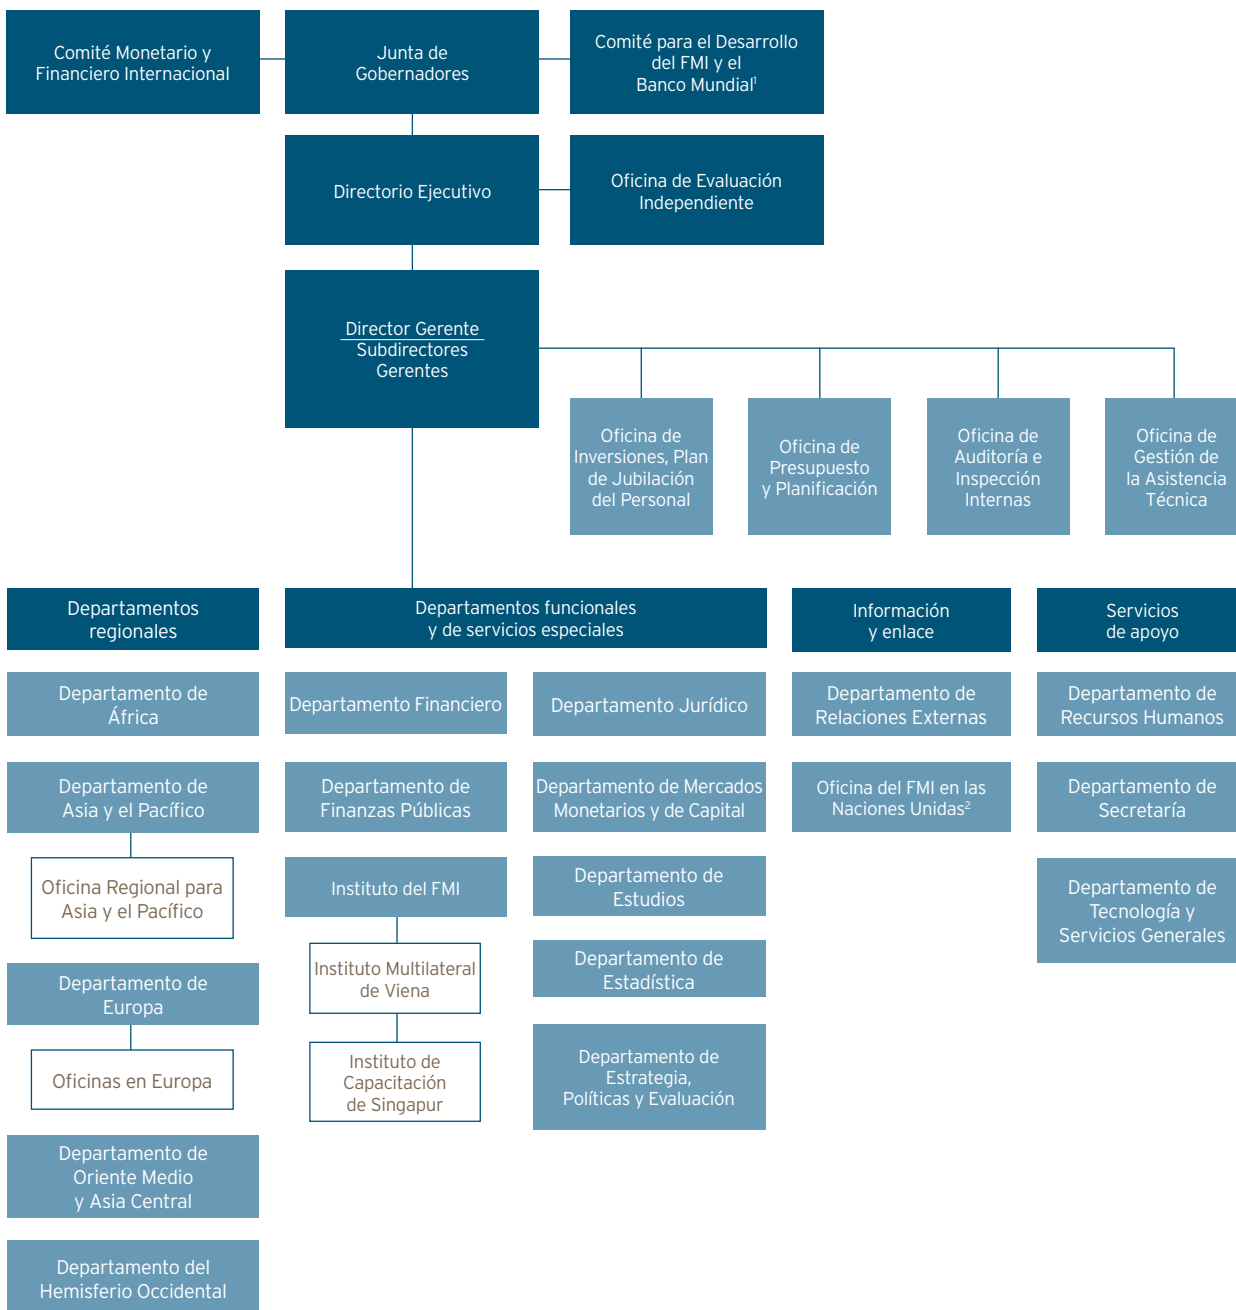 Comité Monetario y
Financiero Internacional
Junta de
Gobernadores
Comité para el Desarrollo
del FMI y el
Banco Mundial¹
Directorio Ejecutivo
Oficina de Evaluación
Independiente
Director Gerente
Subdirectores
Gerentes
Oficina de
Inversiones, Plan
de Jubilación
del Personal
Oficina de
Presupuesto
y Planificación
Oficina de
Auditoría e
Inspección
Internas
Oficina de
Gestión de
la Asistencia
Técnica
Departamentos
regionales
Departamento de
África
Departamento de
Asia y el Pacífico
Oficina Regional para
Asia y el Pacífico
Departamento de
Europa
Oficinas en Europa
Departamento de
Oriente Medio
y Asia Central
Departamento del
Hemisferio Occidental
Departamentos funcionales
y de servicios especiales
Departamento Financiero
Departamento de
Finanzas Públicas
Instituto del FMI
Instituto Multilateral
de Viena
Instituto de
Capacitación
de Singapur
Departamento Jurídico
Departamento de Mercados
Monetarios y de Capital
Departamento de
Estudios
Departamento de
Estadística
Departamento de
Estrategia,
Políticas y Evaluación
Información
y enlace
Departamento de
Relaciones Externas
Oficina del FMI en las
Naciones Unidas²
Servicios
de apoyo
Departamento de
Recursos Humanos
Departamento de
Secretaría
Departamento de
Tecnología y
Servicios Generales